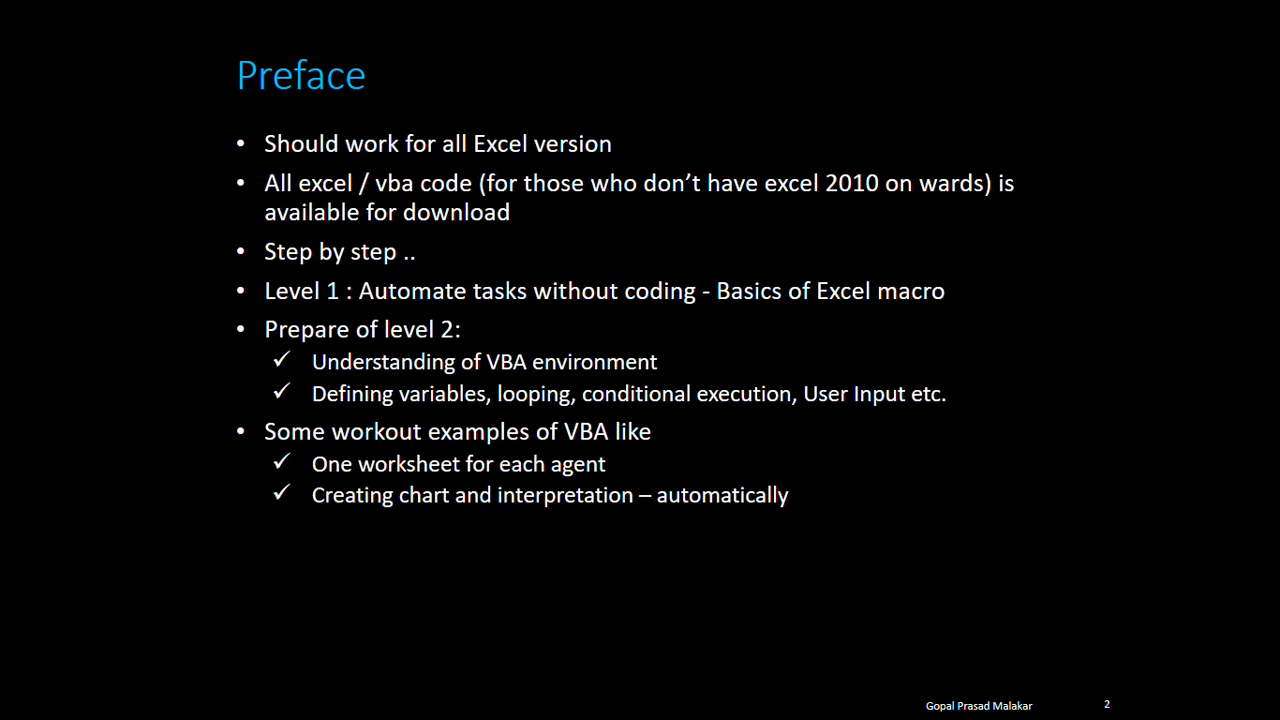 Preface
• Should work for all Excel version
• All excel / vba code (for those who don’t have excel 2010 on wards) is
available for download
• Step by step ..
• Level 1 : Automate tasks without coding - Basics of Excel macro
• Prepare of level 2:
✓ Understanding of VBA environment
✓ Defining variables, looping, conditional execution, User Input etc.
• Some workout examples of VBA like
✓ One worksheet for each agent
✓ Creating chart and interpretation – automatically
Gopal Prasad Malakar 2